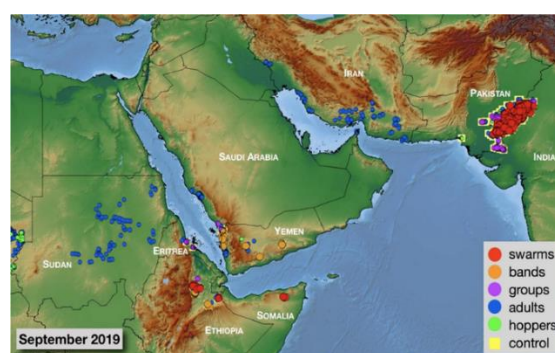 IRAN
PAKISTAN
SAUDI ARABIA
INDIA
YEMEN
ERITREA
SUDAN
SOMALIA
ETHIOPIA
swarms
bands
groups
adults
hoppers
control
September 2019